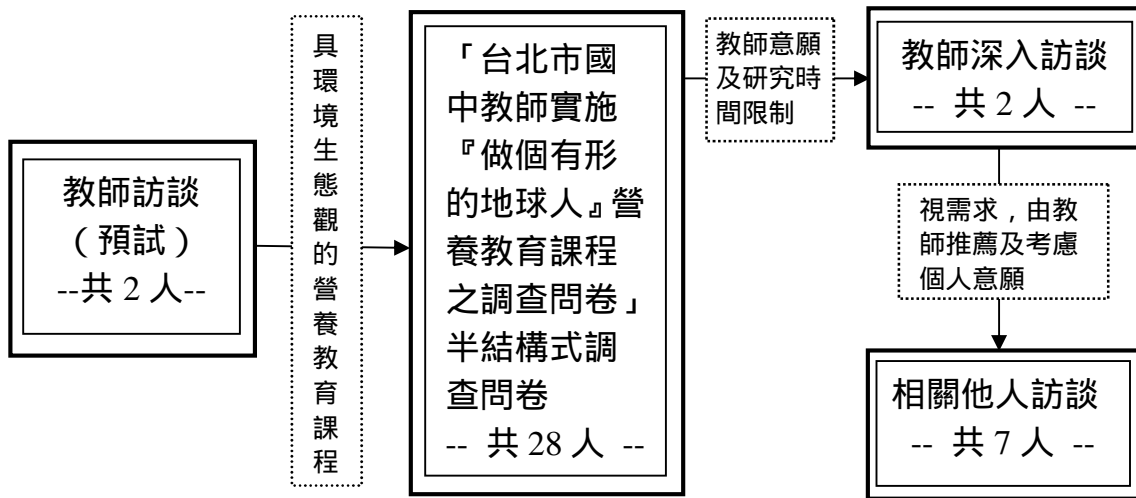 教師訪談
（預試）
--共 2 人--
具
環
境
生
態
觀
的
營
養
教
育
課
程
「台北市國
中教師實施
『做個有形
的地球人』營
養教育課程
之調查問卷」
半結構式調
查問卷
-- 共 28 人 --
教師意願
及研究時
間限制
教師深入訪談
-- 共 2 人 --
視需求，由教
師推薦及考慮
個人意願
相關他人訪談
-- 共 7 人 --